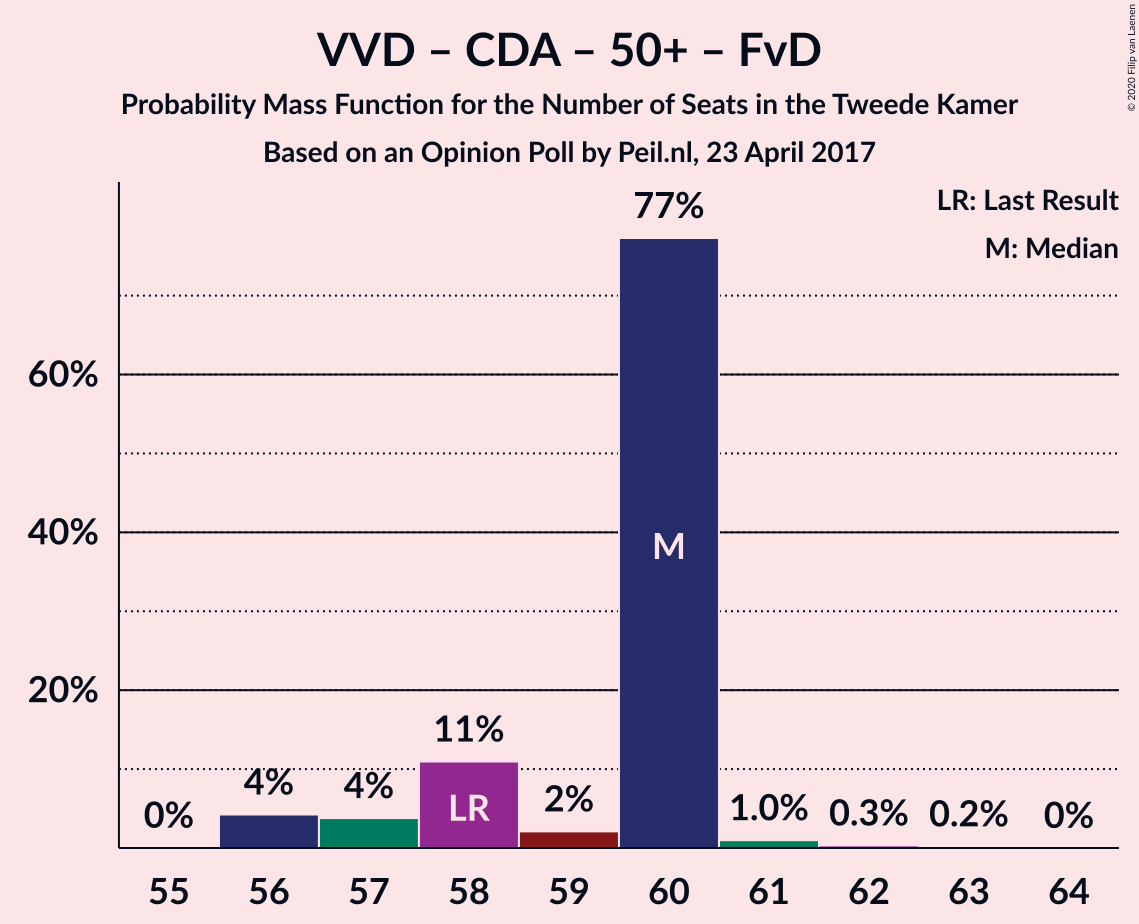 VVD – CDA – 50+ – FvD
Probability Mass Function for the Number of Seats in the Tweede Kamer
Based on an Opinion Poll by Peil.nl, 23 April 2017
© 2020 Filip van Laenen
LR: Last Result
M: Median
77%
60%
40%
20%
M
11%
LR
4%
4%
2%
0%
1.0%
0.3%
0.2%
0%
55 56 57 58 59 60 61 62 63 64